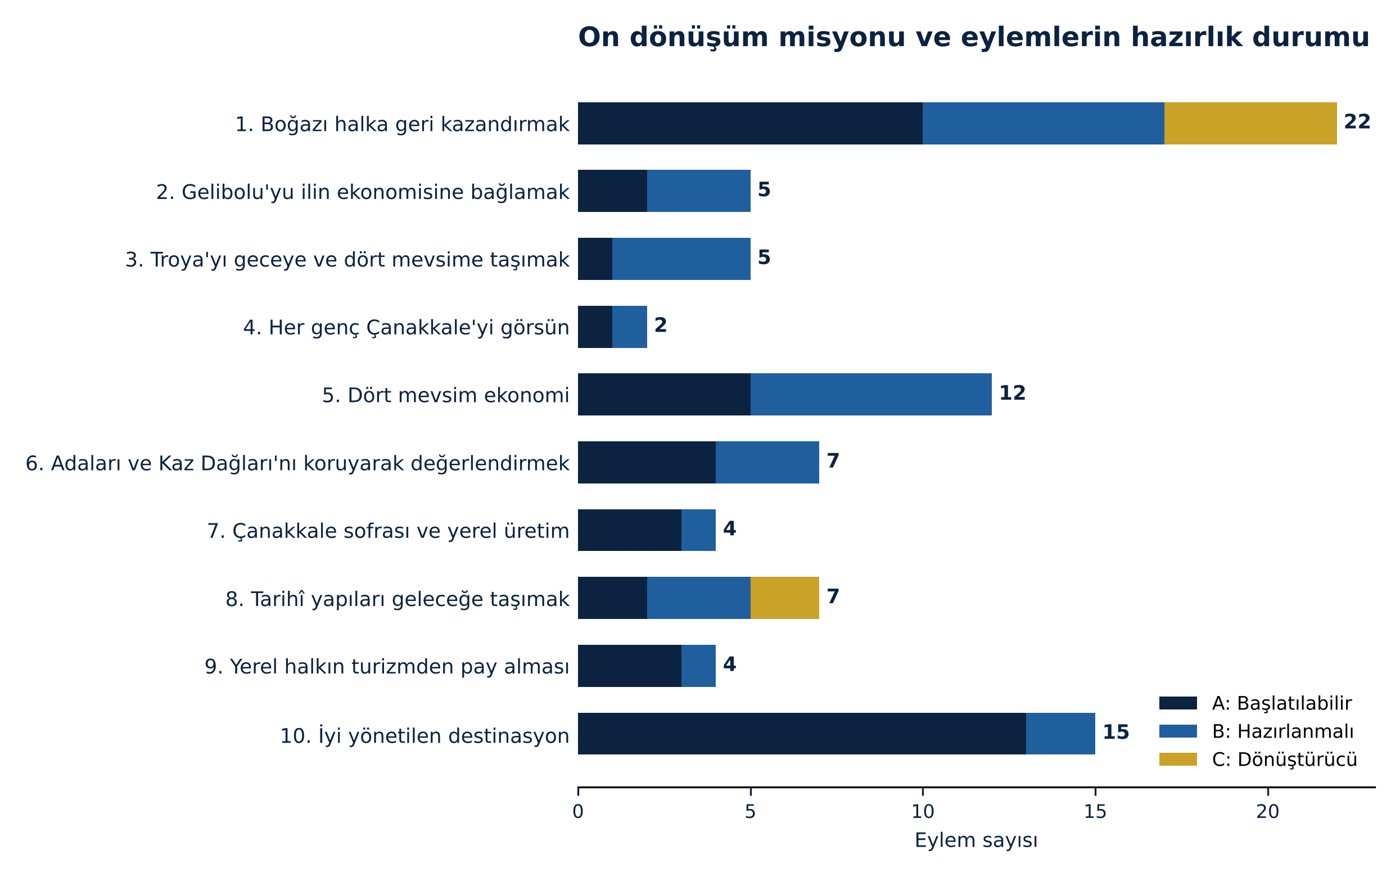 On dönüşüm misyonu ve eylemlerin hazırlık durumu
1. Boğazı halka geri kazandırmak 22
2. Gelibolu'yu ilin ekonomisine bağlamak 5
3. Troya'yı geceye ve dört mevsime taşımak 5
4. Her genç Çanakkale'yi görsün 2
5. Dört mevsim ekonomi 12
6. Adaları ve Kaz Dağları'nı koruyarak değerlendirmek 7
7. Çanakkale sofrası ve yerel üretim 4
8. Tarihî yapıları geleceğe taşımak 7
9. Yerel halkın turizmden pay alması 4
10. İyi yönetilen destinasyon 15
A: Başlatılabilir
B: Hazırlanmalı
C: Dönüştürücü
0 5 10 15 20
Eylem sayısı